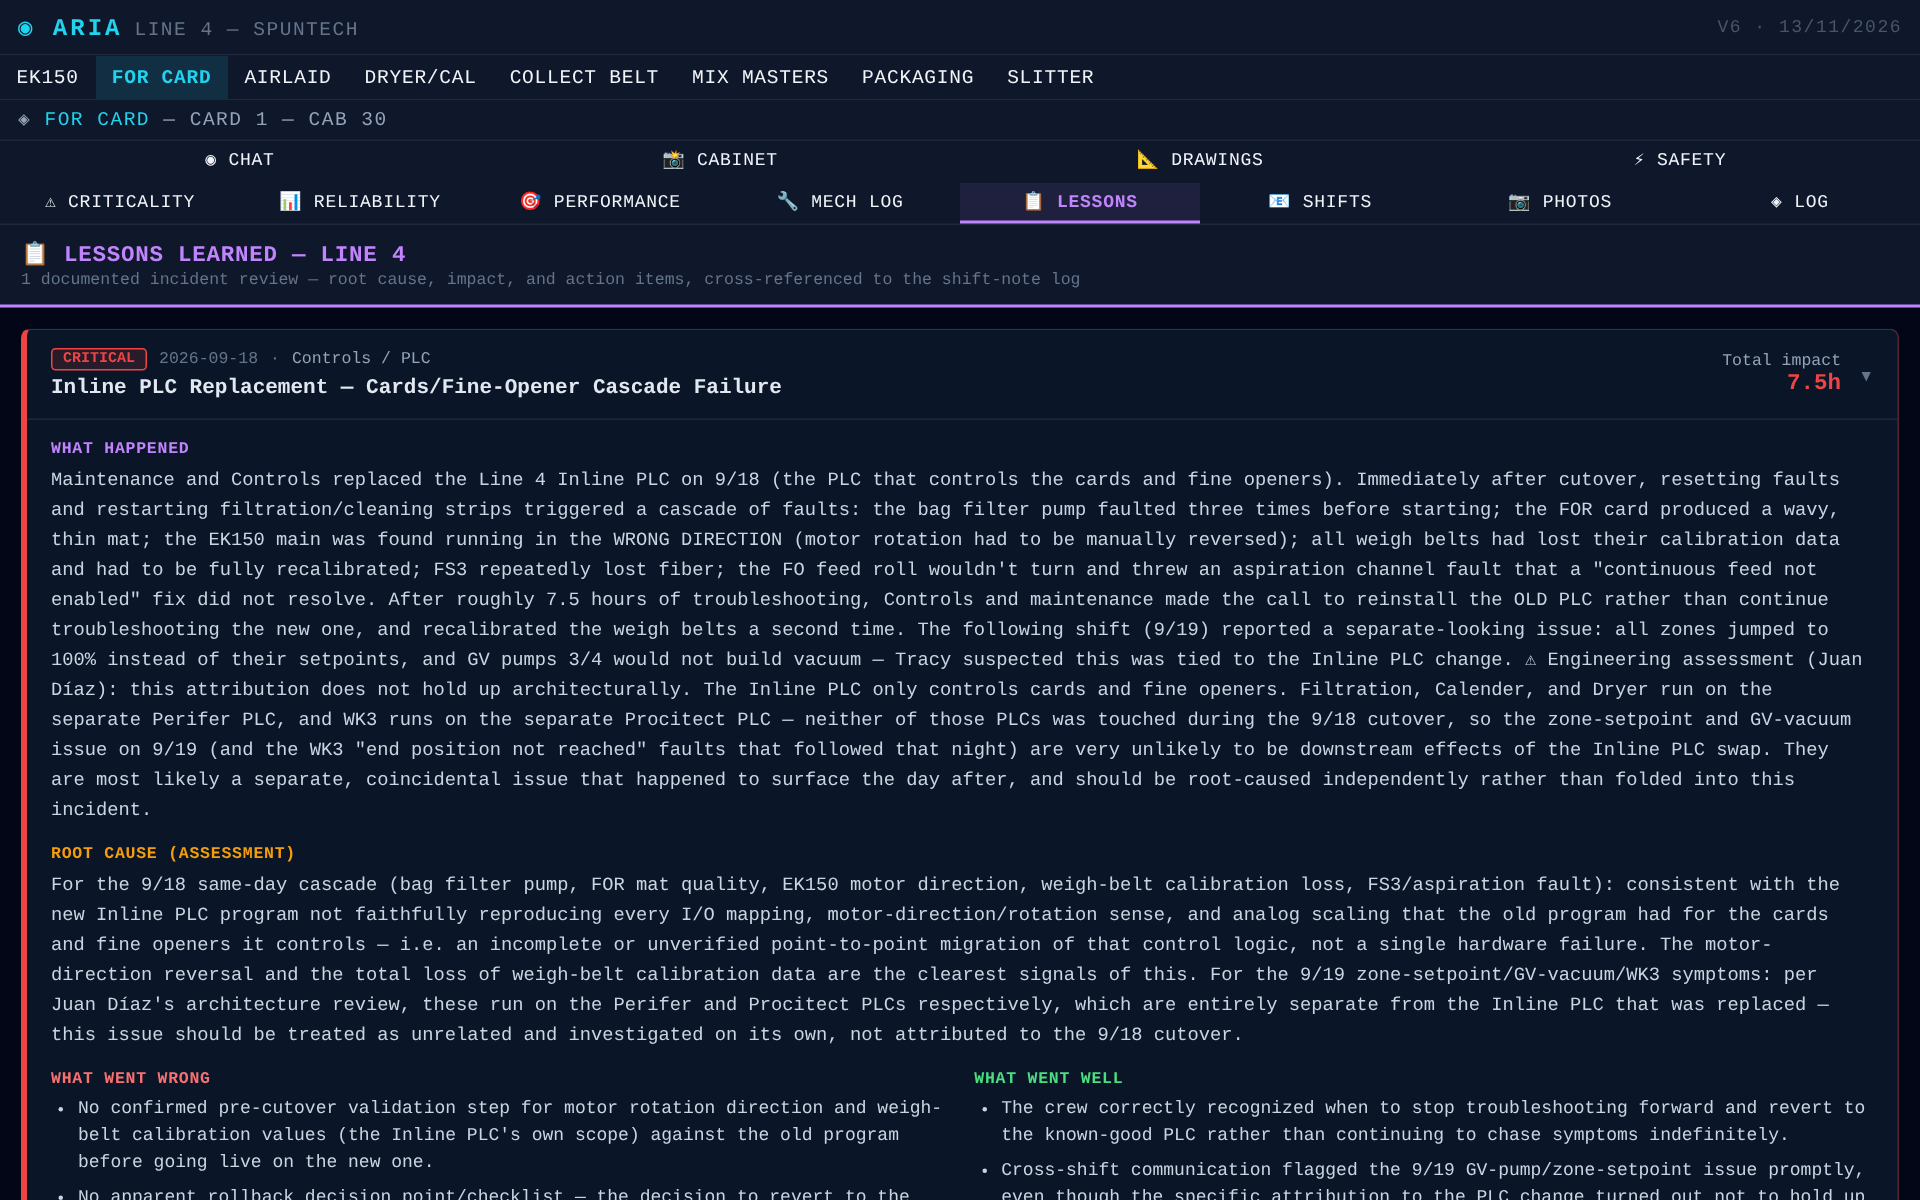 ◉ ARIA LINE 4 — SPUNTECH
V6 · 13/11/2026
EK150 FOR CARD AIRLAID DRYER/CAL COLLECT BELT MIX MASTERS PACKAGING SLITTER
◈ FOR CARD — CARD 1 — CAB 30
◉ CHAT 📸 CABINET 📐 DRAWINGS ⚡ SAFETY
⚠ CRITICALITY 📊 RELIABILITY 🎯 PERFORMANCE 🔧 MECH LOG 📋 LESSONS 📧 SHIFTS 📷 PHOTOS ◈ LOG
📋 LESSONS LEARNED — LINE 4
1 documented incident review — root cause, impact, and action items, cross-referenced to the shift-note log
CRITICAL 2026-09-18 · Controls / PLC
Inline PLC Replacement — Cards/Fine-Opener Cascade Failure
Total impact
7.5h ▼
WHAT HAPPENED
Maintenance and Controls replaced the Line 4 Inline PLC on 9/18 (the PLC that controls the cards and fine openers). Immediately after cutover, resetting faults
and restarting filtration/cleaning strips triggered a cascade of faults: the bag filter pump faulted three times before starting; the FOR card produced a wavy,
thin mat; the EK150 main was found running in the WRONG DIRECTION (motor rotation had to be manually reversed); all weigh belts had lost their calibration data
and had to be fully recalibrated; FS3 repeatedly lost fiber; the FO feed roll wouldn't turn and threw an aspiration channel fault that a "continuous feed not
enabled" fix did not resolve. After roughly 7.5 hours of troubleshooting, Controls and maintenance made the call to reinstall the OLD PLC rather than continue
troubleshooting the new one, and recalibrated the weigh belts a second time. The following shift (9/19) reported a separate-looking issue: all zones jumped to
100% instead of their setpoints, and GV pumps 3/4 would not build vacuum — Tracy suspected this was tied to the Inline PLC change. ⚠ Engineering assessment (Juan
Díaz): this attribution does not hold up architecturally. The Inline PLC only controls cards and fine openers. Filtration, Calender, and Dryer run on the
separate Perifer PLC, and WK3 runs on the separate Procitect PLC — neither of those PLCs was touched during the 9/18 cutover, so the zone-setpoint and GV-vacuum
issue on 9/19 (and the WK3 "end position not reached" faults that followed that night) are very unlikely to be downstream effects of the Inline PLC swap. They
are most likely a separate, coincidental issue that happened to surface the day after, and should be root-caused independently rather than folded into this
incident.
ROOT CAUSE (ASSESSMENT)
For the 9/18 same-day cascade (bag filter pump, FOR mat quality, EK150 motor direction, weigh-belt calibration loss, FS3/aspiration fault): consistent with the
new Inline PLC program not faithfully reproducing every I/O mapping, motor-direction/rotation sense, and analog scaling that the old program had for the cards
and fine openers it controls — i.e. an incomplete or unverified point-to-point migration of that control logic, not a single hardware failure. The motor-
direction reversal and the total loss of weigh-belt calibration data are the clearest signals of this. For the 9/19 zone-setpoint/GV-vacuum/WK3 symptoms: per
Juan Díaz's architecture review, these run on the Perifer and Procitect PLCs respectively, which are entirely separate from the Inline PLC that was replaced —
this issue should be treated as unrelated and investigated on its own, not attributed to the 9/18 cutover.
WHAT WENT WRONG
• No confirmed pre-cutover validation step for motor rotation direction and weigh-
belt calibration values (the Inline PLC's own scope) against the old program
before going live on the new one.
• No apparent rollback decision point/checklist — the decision to revert to the
WHAT WENT WELL
• The crew correctly recognized when to stop troubleshooting forward and revert to
the known-good PLC rather than continuing to chase symptoms indefinitely.
• Cross-shift communication flagged the 9/19 GV-pump/zone-setpoint issue promptly,
even though the specific attribution to the PLC change turned out not to hold up